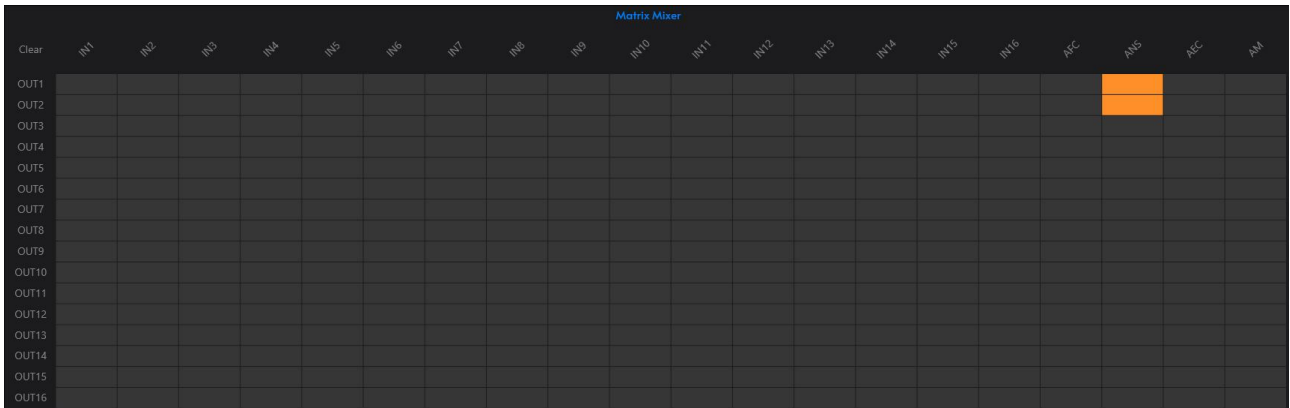 Matrix Mixer
Clear IN1 IN2 IN3 IN4 IN5 IN6 IN7 IN8 IN9 IN10 IN11 IN12 IN13 IN14 IN15 IN16 AFC ANS AEC AM
OUT1
OUT2
OUT3
OUT4
OUT5
OUT6
OUT7
OUT8
OUT9
OUT10
OUT11
OUT12
OUT13
OUT14
OUT15
OUT16